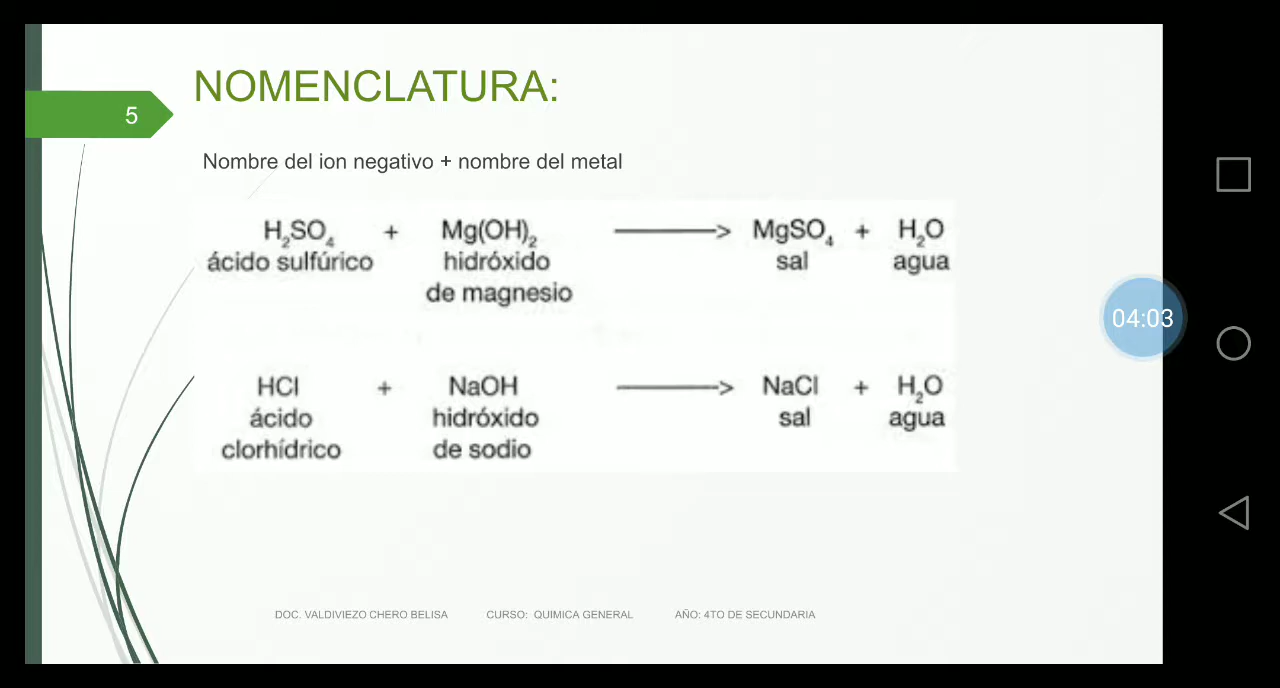 NOMENCLATURA:
5
Nombre del ion negativo + nombre del metal
H₂SO₄ + Mg(OH)₂ ⟶ MgSO₄ + H₂O
ácido sulfúrico hidróxido sal agua
de magnesio
04:03
HCl + NaOH ⟶ NaCl + H₂O
ácido hidróxido sal agua
clorhídrico de sodio
DOC. VALDIVIEZO CHERO BELISA CURSO: QUIMICA GENERAL AÑO: 4TO DE SECUNDARIA